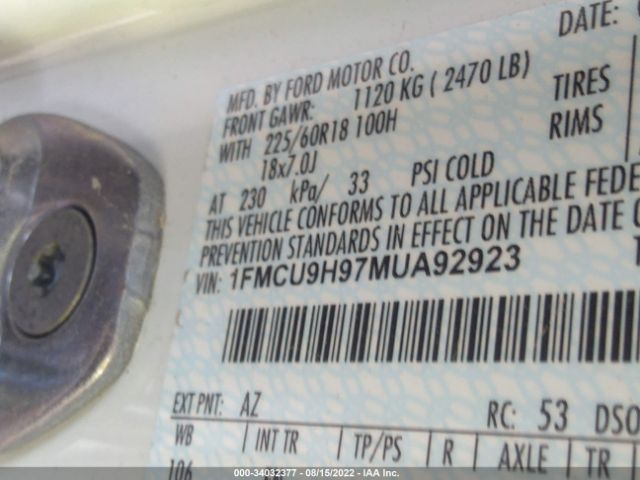 DATE:
MFD. BY FORD MOTOR CO.
FRONT GAWR: 1120 KG ( 2470 LB)
WITH 225/60R18 100H TIRES
18x7.0J RIMS
AT 230 kPa/ 33 PSI COLD
THIS VEHICLE CONFORMS TO ALL APPLICABLE FEDE
PREVENTION STANDARDS IN EFFECT ON THE DATE O
VIN: 1FMCU9H97MUA92923
EXT PNT: AZ RC: 53 DSO
WB INT TR TP/PS R AXLE TR
106
000-34032377 - 08/15/2022 - IAA Inc.